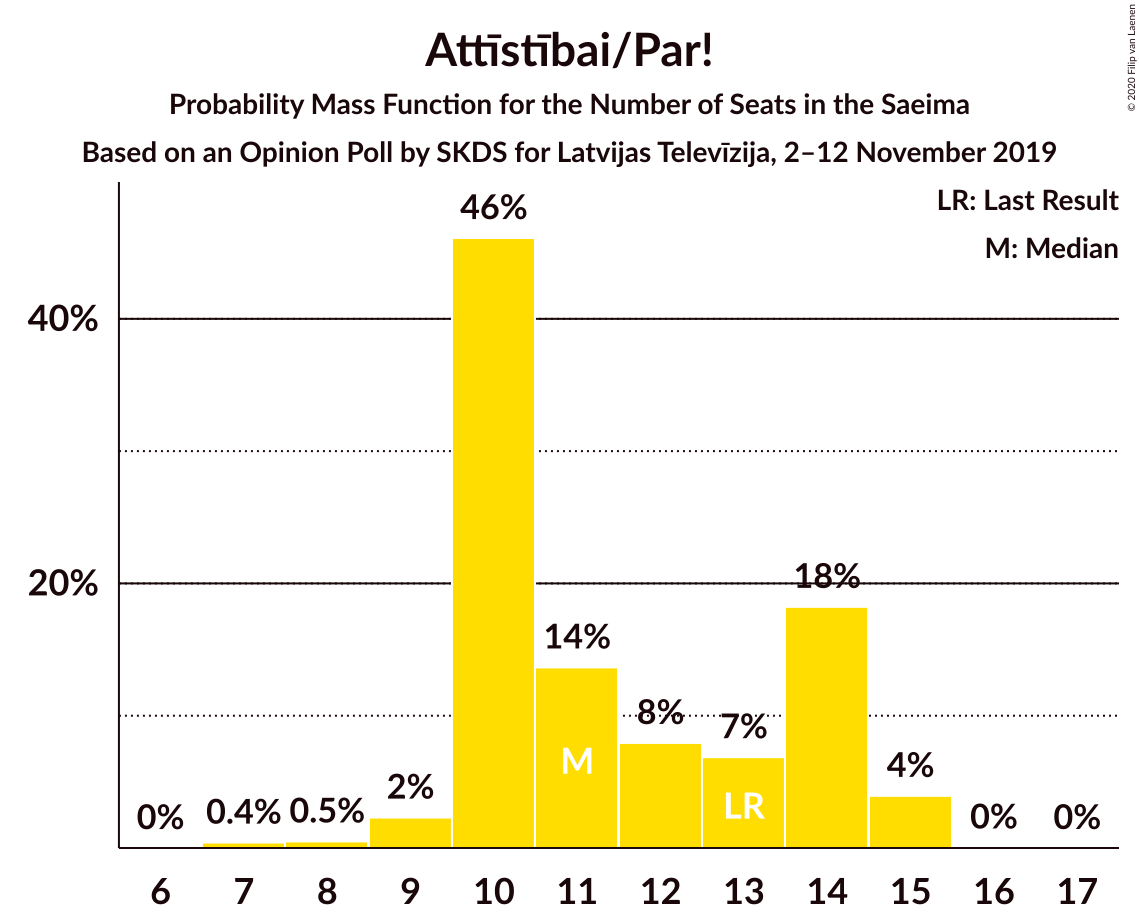 Attīstībai/Par!
Probability Mass Function for the Number of Seats in the Saeima
Based on an Opinion Poll by SKDS for Latvijas Televīzija, 2–12 November 2019
© 2020 Filip van Laenen
LR: Last Result
M: Median
40%
20%
0%
0.4%
0.5%
2%
46%
14%
8%
7%
18%
4%
0%
0%
M
LR
6 7 8 9 10 11 12 13 14 15 16 17